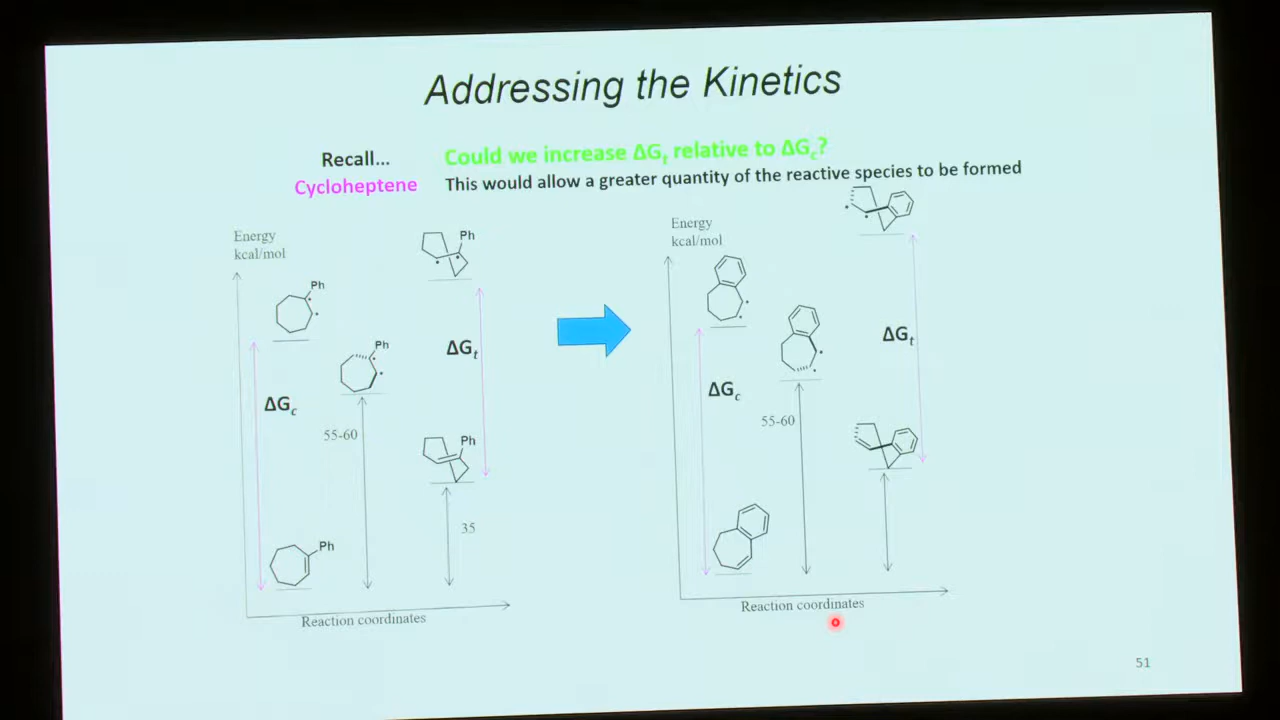 Addressing the Kinetics
Recall...
Cycloheptene
Could we increase ΔGt relative to ΔGc?
This would allow a greater quantity of the reactive species to be formed
Energy
kcal/mol
Ph
Ph
Ph
ΔGt
ΔGc
55-60
Ph
35
Ph
Reaction coordinates
Energy
kcal/mol
ΔGt
ΔGc
55-60
Reaction coordinates
51